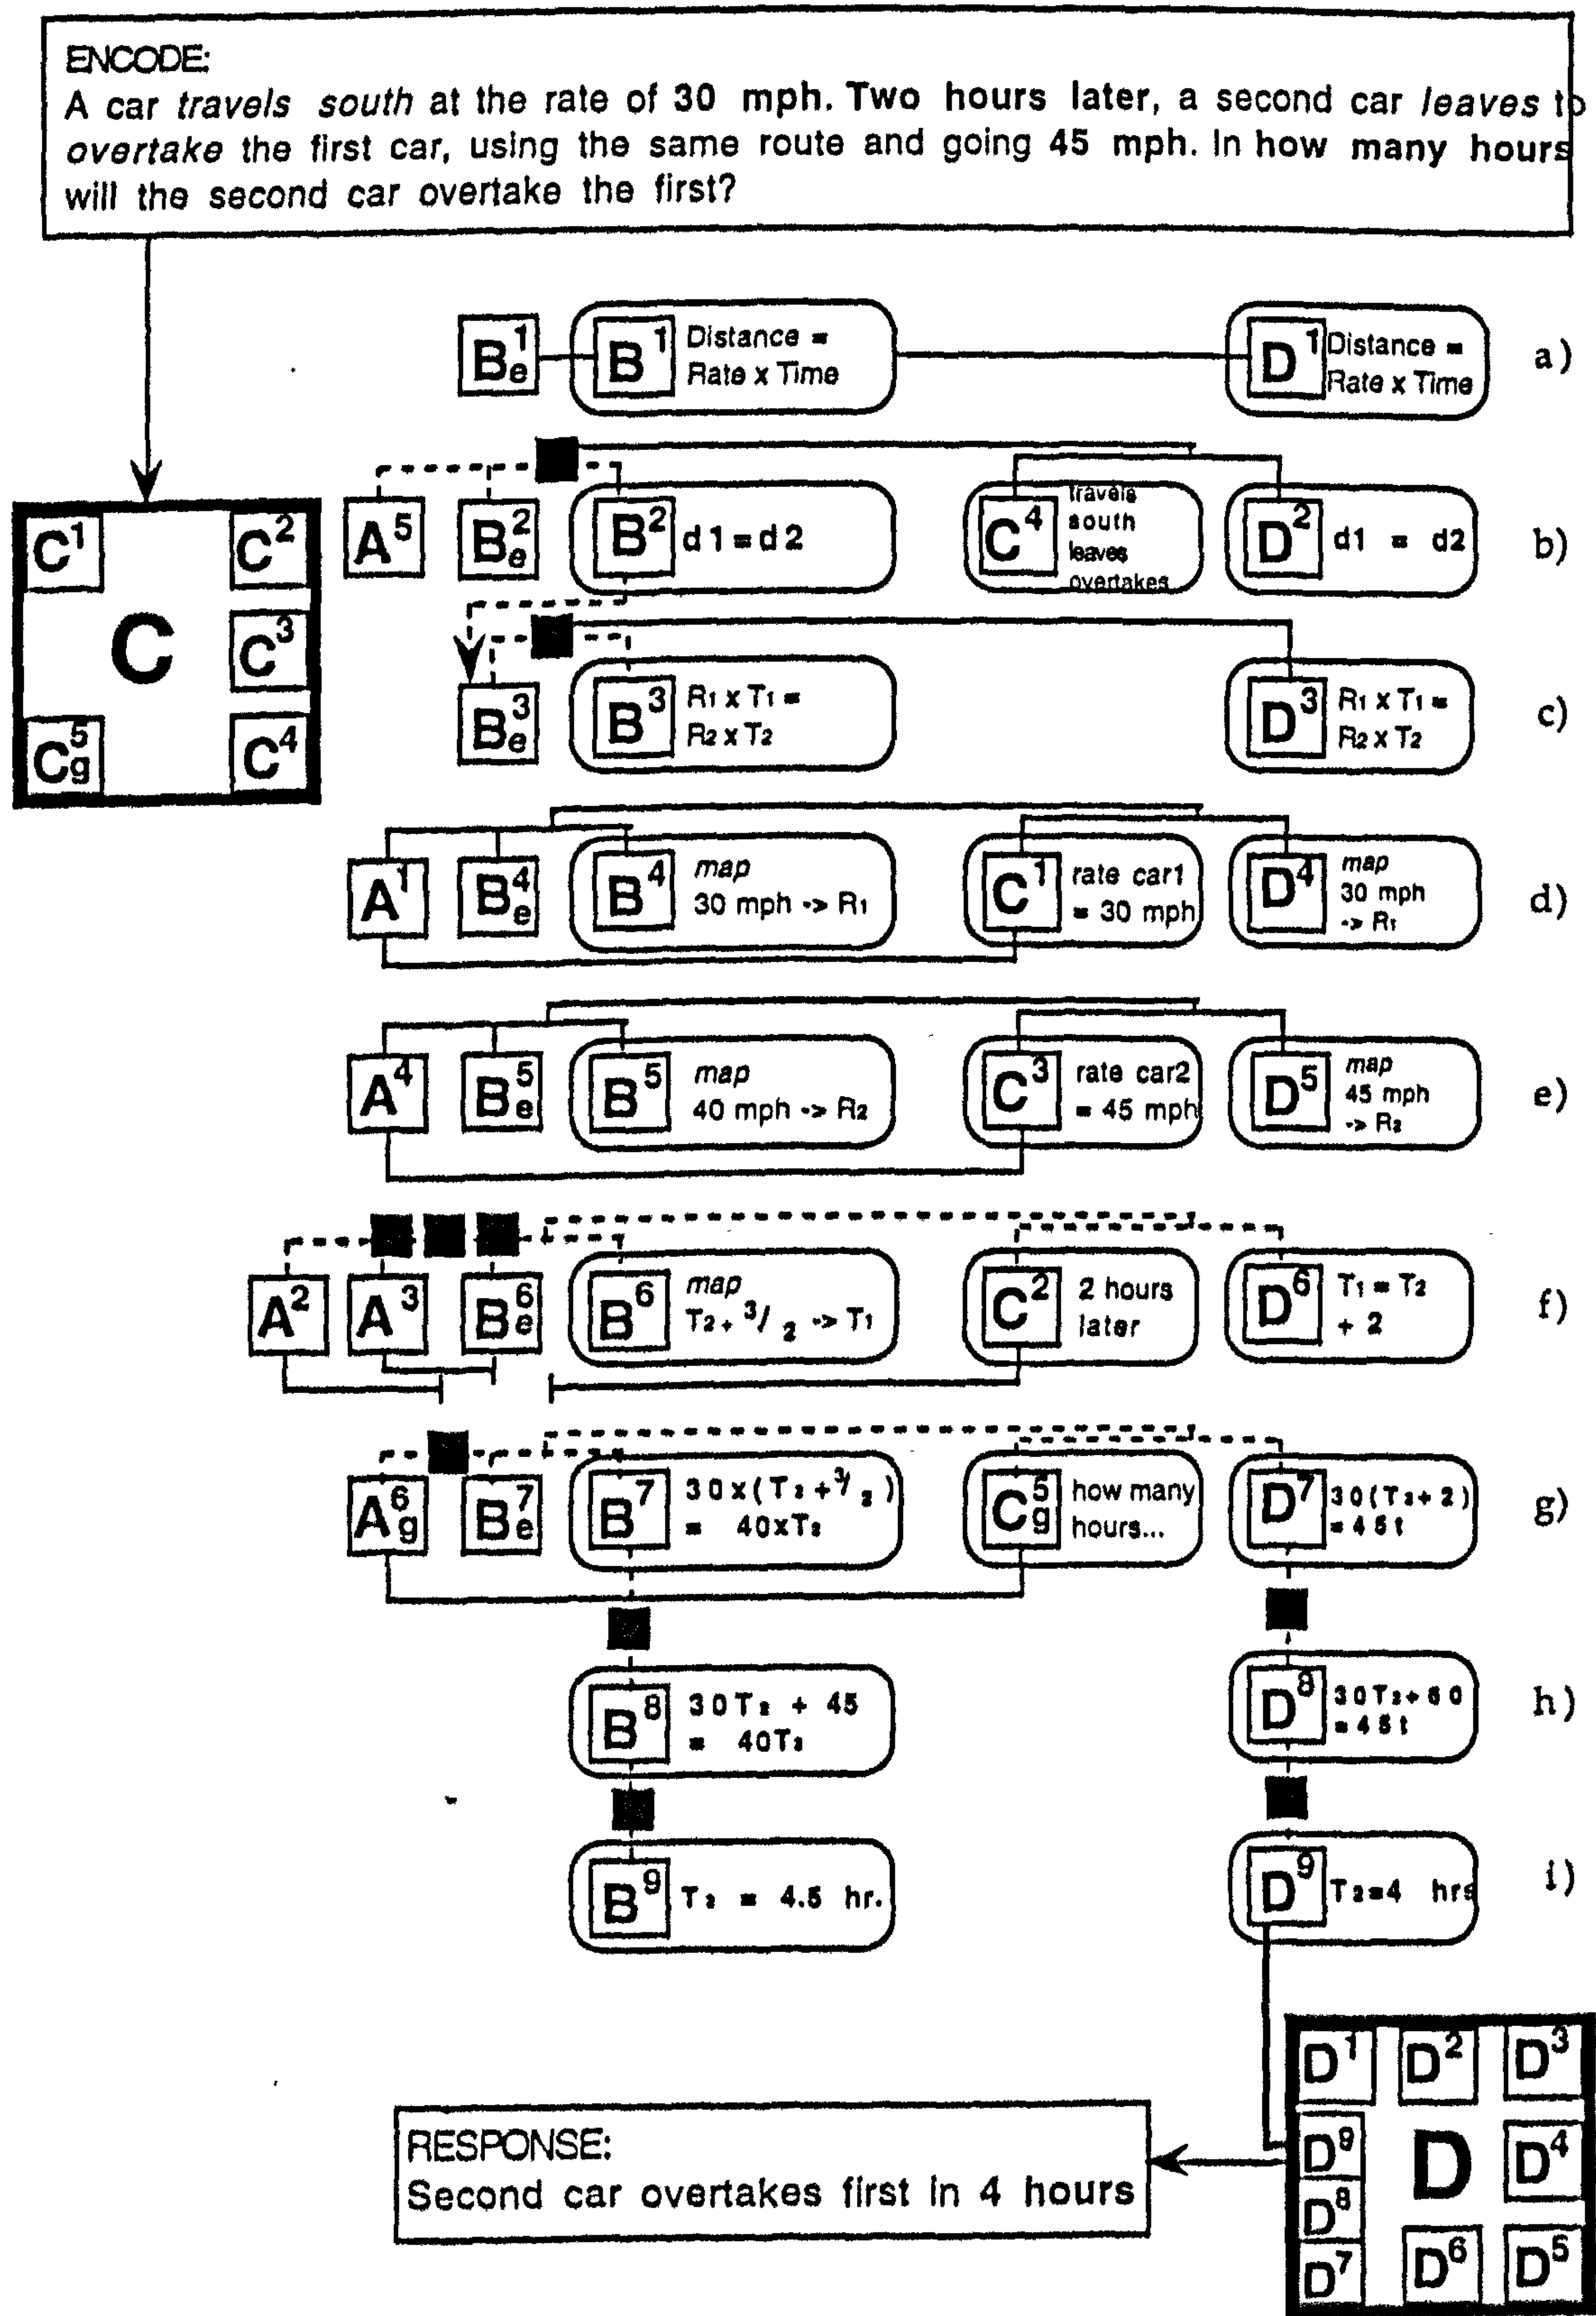 ENCODE:
A car travels south at the rate of 30 mph. Two hours later, a second car leaves to
overtake the first car, using the same route and going 45 mph. In how many hours
will the second car overtake the first?
B1e B1 Distance = D1 Distance = a)
Rate x Time Rate x Time
A5 B2e B2 d1=d2 C4 travels south leaves overtakes D2 d1 = d2 b)
C1 C2
C
C3
C5g C4
B3e B3 R1 x T1 = D3 R1 x T1 = c)
R2 x T2 R2 x T2
A1 B4e B4 map C1 rate car1 D4 map d)
30 mph -> R1 = 30 mph 30 mph
-> R1
A4 B5e B5 map C3 rate car2 D5 map e)
40 mph -> R2 = 45 mph 45 mph
-> R2
A2 A3 B6e B6 map C2 2 hours D6 T1 = T2 f)
T2 + 3/2 -> T1 later + 2
A6g B7e B7 30x(T2+3/2) C5g how many D7 30(T2+2) g)
= 40xT2 hours... =45t
B8 30T2 + 45 D8 30T2+60 h)
= 40T2 =45t
B9 T2 = 4.5 hr. D9 T2=4 hrs i)
D1 D2 D3
D9 D D4
D8
D7 D6 D5
RESPONSE:
Second car overtakes first in 4 hours